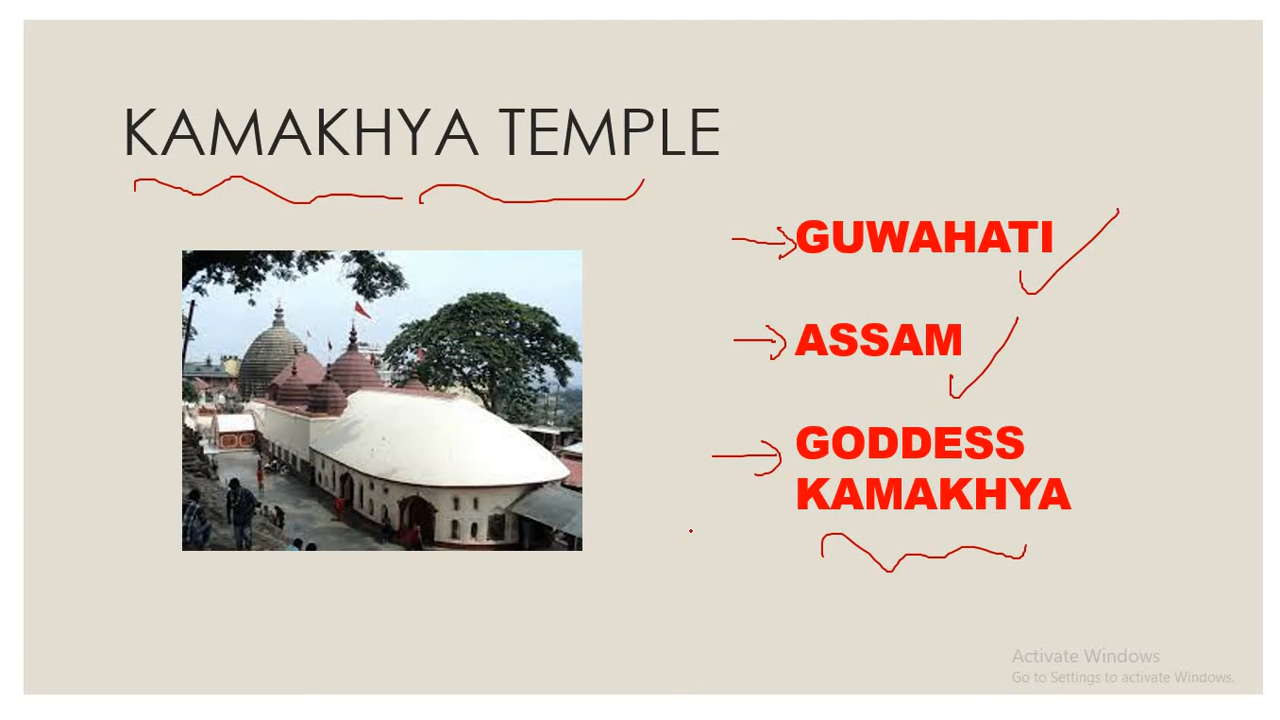 KAMAKHYA TEMPLE
GUWAHATI
ASSAM
GODDESS
KAMAKHYA
Activate Windows
Go to Settings to activate Windows.